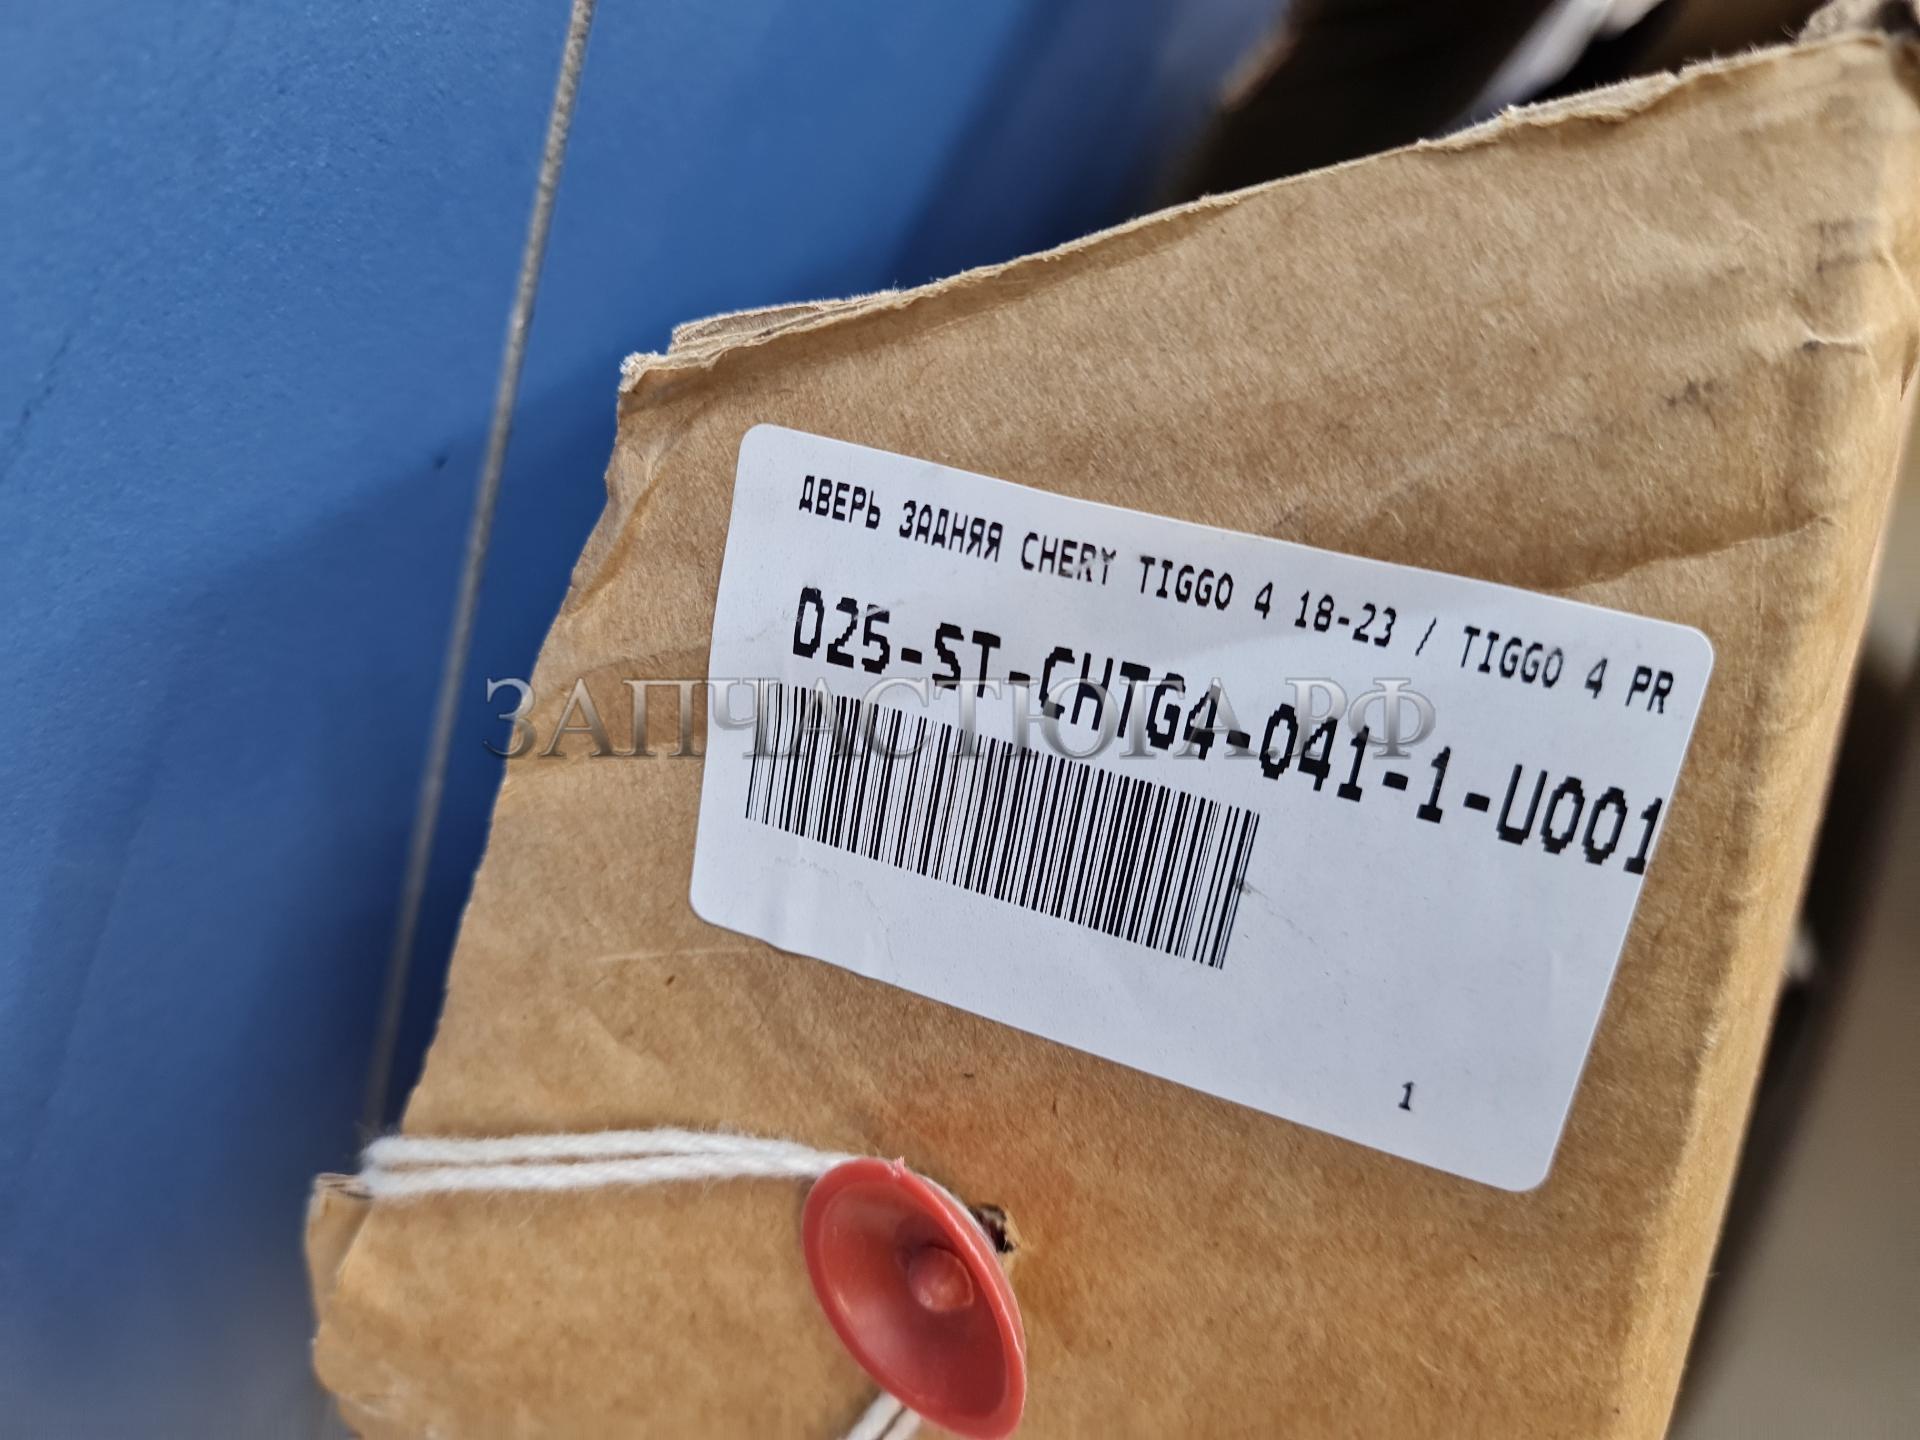 ДВЕРЬ ЗАДНЯЯ CHERY TIGGO 4 18-23 / TIGGO 4 PR
D25-ST-CHTG4-041-1-U001
ЗАПЧАСТЮГА.РФ
1